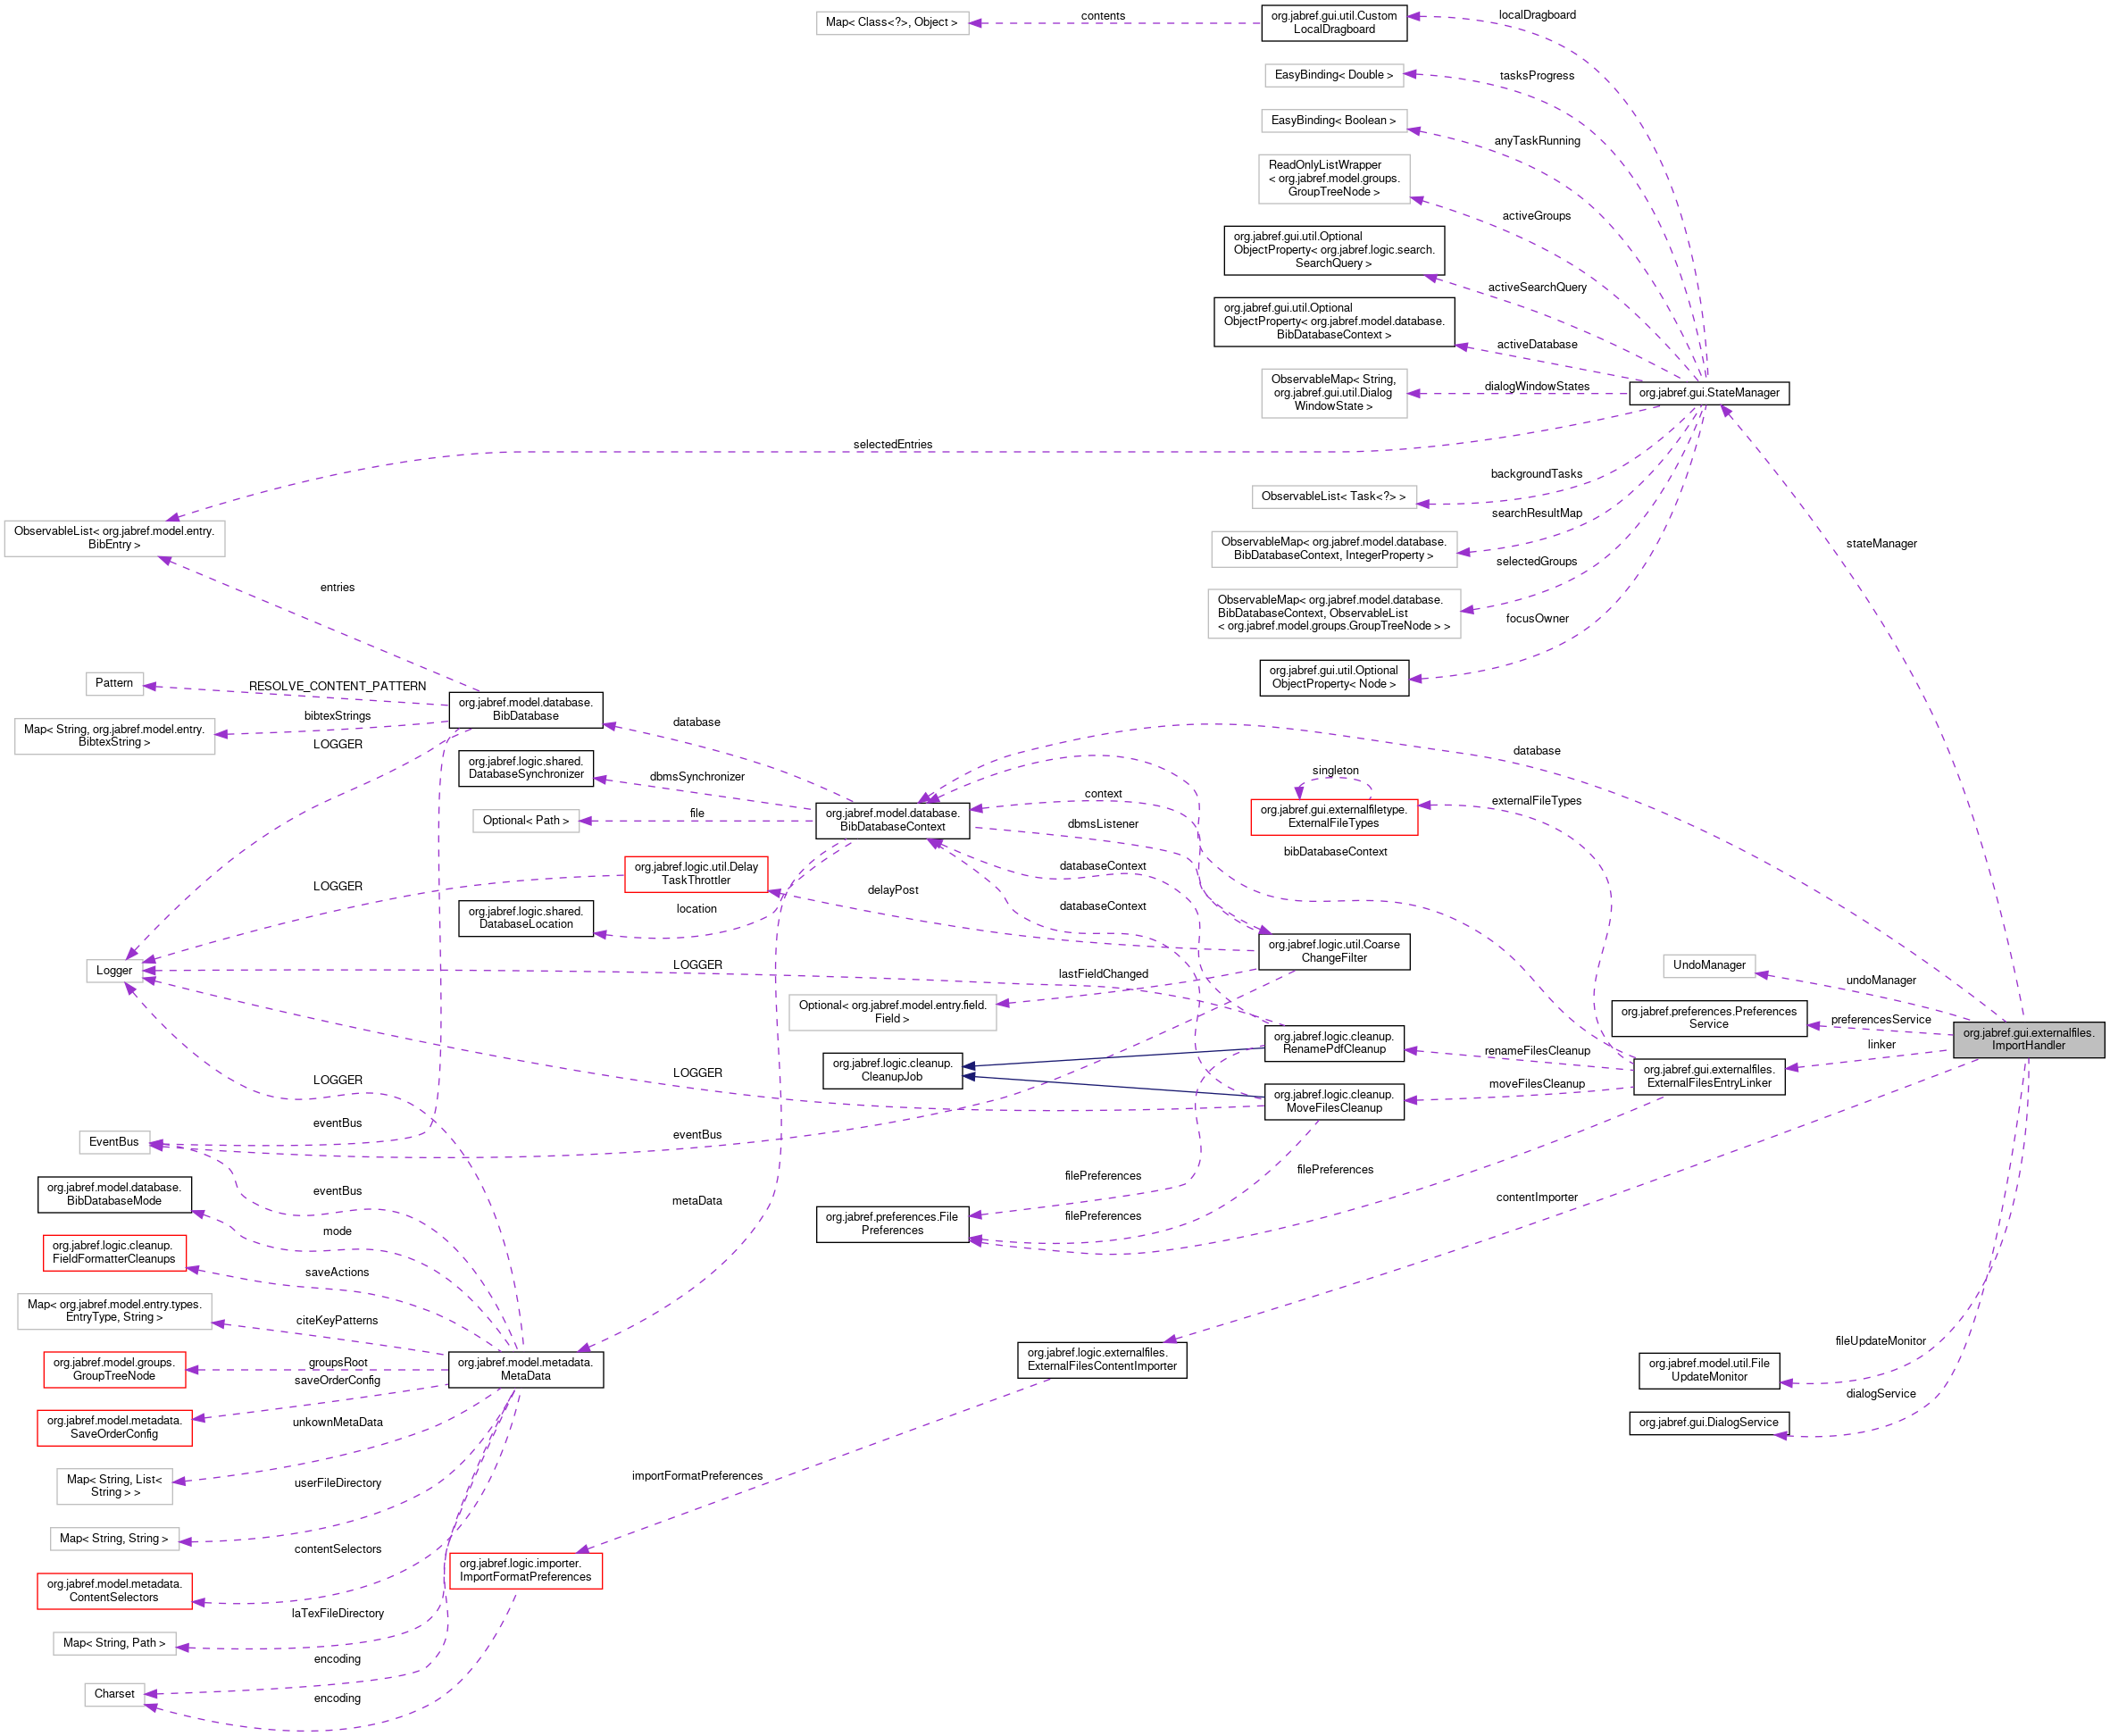 Map< Class<?>, Object >
contents
org.jabref.gui.util.Custom
LocalDragboard
localDragboard
EasyBinding< Double >
tasksProgress
EasyBinding< Boolean >
anyTaskRunning
ReadOnlyListWrapper
< org.jabref.model.groups.
GroupTreeNode >
activeGroups
org.jabref.gui.util.Optional
ObjectProperty< org.jabref.logic.search.
SearchQuery >
activeSearchQuery
org.jabref.gui.util.Optional
ObjectProperty< org.jabref.model.database.
BibDatabaseContext >
activeDatabase
ObservableMap< String,
org.jabref.gui.util.Dialog
WindowState >
dialogWindowStates
org.jabref.gui.StateManager
selectedEntries
backgroundTasks
ObservableList< Task<?> >
searchResultMap
ObservableMap< org.jabref.model.database.
BibDatabaseContext, IntegerProperty >
selectedGroups
ObservableMap< org.jabref.model.database.
BibDatabaseContext, ObservableList
< org.jabref.model.groups.GroupTreeNode > >
focusOwner
org.jabref.gui.util.Optional
ObjectProperty< Node >
stateManager
ObservableList< org.jabref.model.entry.
BibEntry >
entries
Pattern
RESOLVE_CONTENT_PATTERN
Map< String, org.jabref.model.entry.
BibtexString >
bibtexStrings
LOGGER
org.jabref.model.database.
BibDatabase
database
org.jabref.logic.shared.
DatabaseSynchronizer
dbmsSynchronizer
Optional< Path >
file
org.jabref.model.database.
BibDatabaseContext
context
dbmsListener
singleton
org.jabref.gui.externalfiletype.
ExternalFileTypes
externalFileTypes
database
bibDatabaseContext
databaseContext
databaseContext
delayPost
org.jabref.logic.util.Delay
TaskThrottler
LOGGER
org.jabref.logic.shared.
DatabaseLocation
location
org.jabref.logic.util.Coarse
ChangeFilter
lastFieldChanged
Optional< org.jabref.model.entry.field.
Field >
LOGGER
Logger
UndoManager
undoManager
org.jabref.preferences.Preferences
Service
preferencesService
org.jabref.gui.externalfiles.
ImportHandler
linker
org.jabref.logic.cleanup.
RenamePdfCleanup
renameFilesCleanup
org.jabref.gui.externalfiles.
ExternalFilesEntryLinker
org.jabref.logic.cleanup.
CleanupJob
org.jabref.logic.cleanup.
MoveFilesCleanup
moveFilesCleanup
LOGGER
LOGGER
eventBus
eventBus
EventBus
eventBus
filePreferences
filePreferences
filePreferences
org.jabref.preferences.File
Preferences
metaData
contentImporter
org.jabref.model.database.
BibDatabaseMode
mode
org.jabref.logic.cleanup.
FieldFormatterCleanups
saveActions
Map< org.jabref.model.entry.types.
EntryType, String >
citeKeyPatterns
org.jabref.model.groups.
GroupTreeNode
groupsRoot
org.jabref.model.metadata.
MetaData
saveOrderConfig
org.jabref.model.metadata.
SaveOrderConfig
unkownMetaData
Map< String, List<
String > >
userFileDirectory
Map< String, String >
contentSelectors
org.jabref.model.metadata.
ContentSelectors
laTexFileDirectory
Map< String, Path >
encoding
Charset
encoding
org.jabref.logic.externalfiles.
ExternalFilesContentImporter
importFormatPreferences
org.jabref.logic.importer.
ImportFormatPreferences
fileUpdateMonitor
org.jabref.model.util.File
UpdateMonitor
dialogService
org.jabref.gui.DialogService